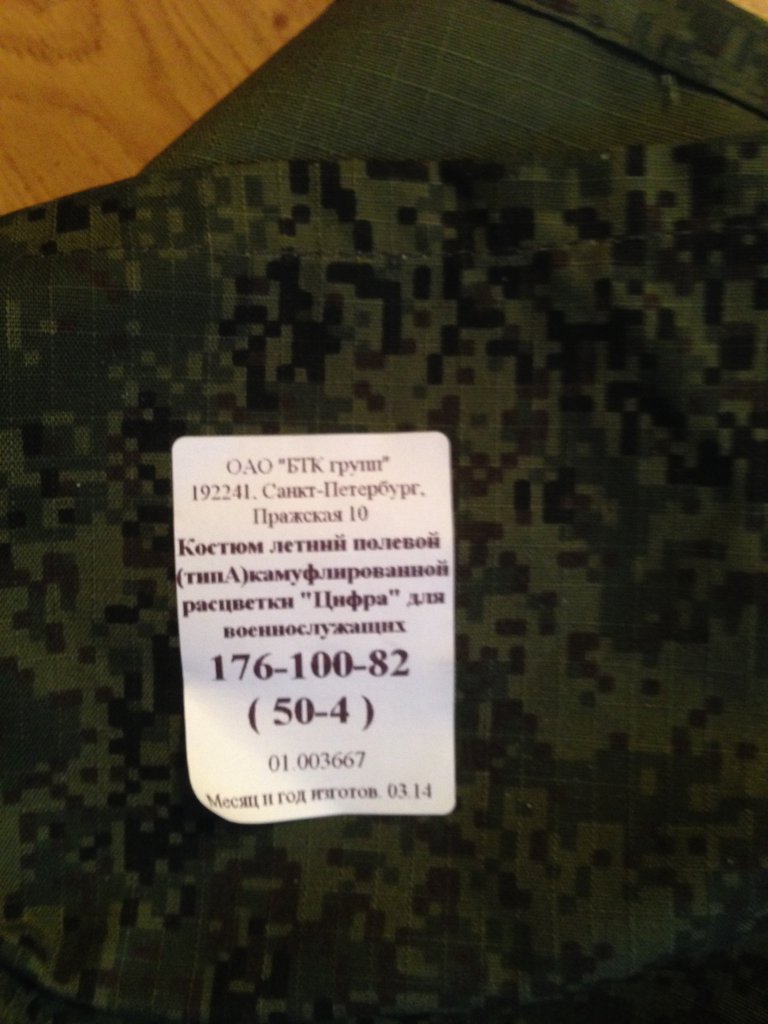 ОАО "БТК групп"
192241, Санкт-Петербург,
Пражская 10
Костюм летний полевой
(типА)камуфлированной
расцветки "Цифра" для
военнослужащих
176-100-82
( 50-4 )
01.003667
Месяц и год изготов. 03.14